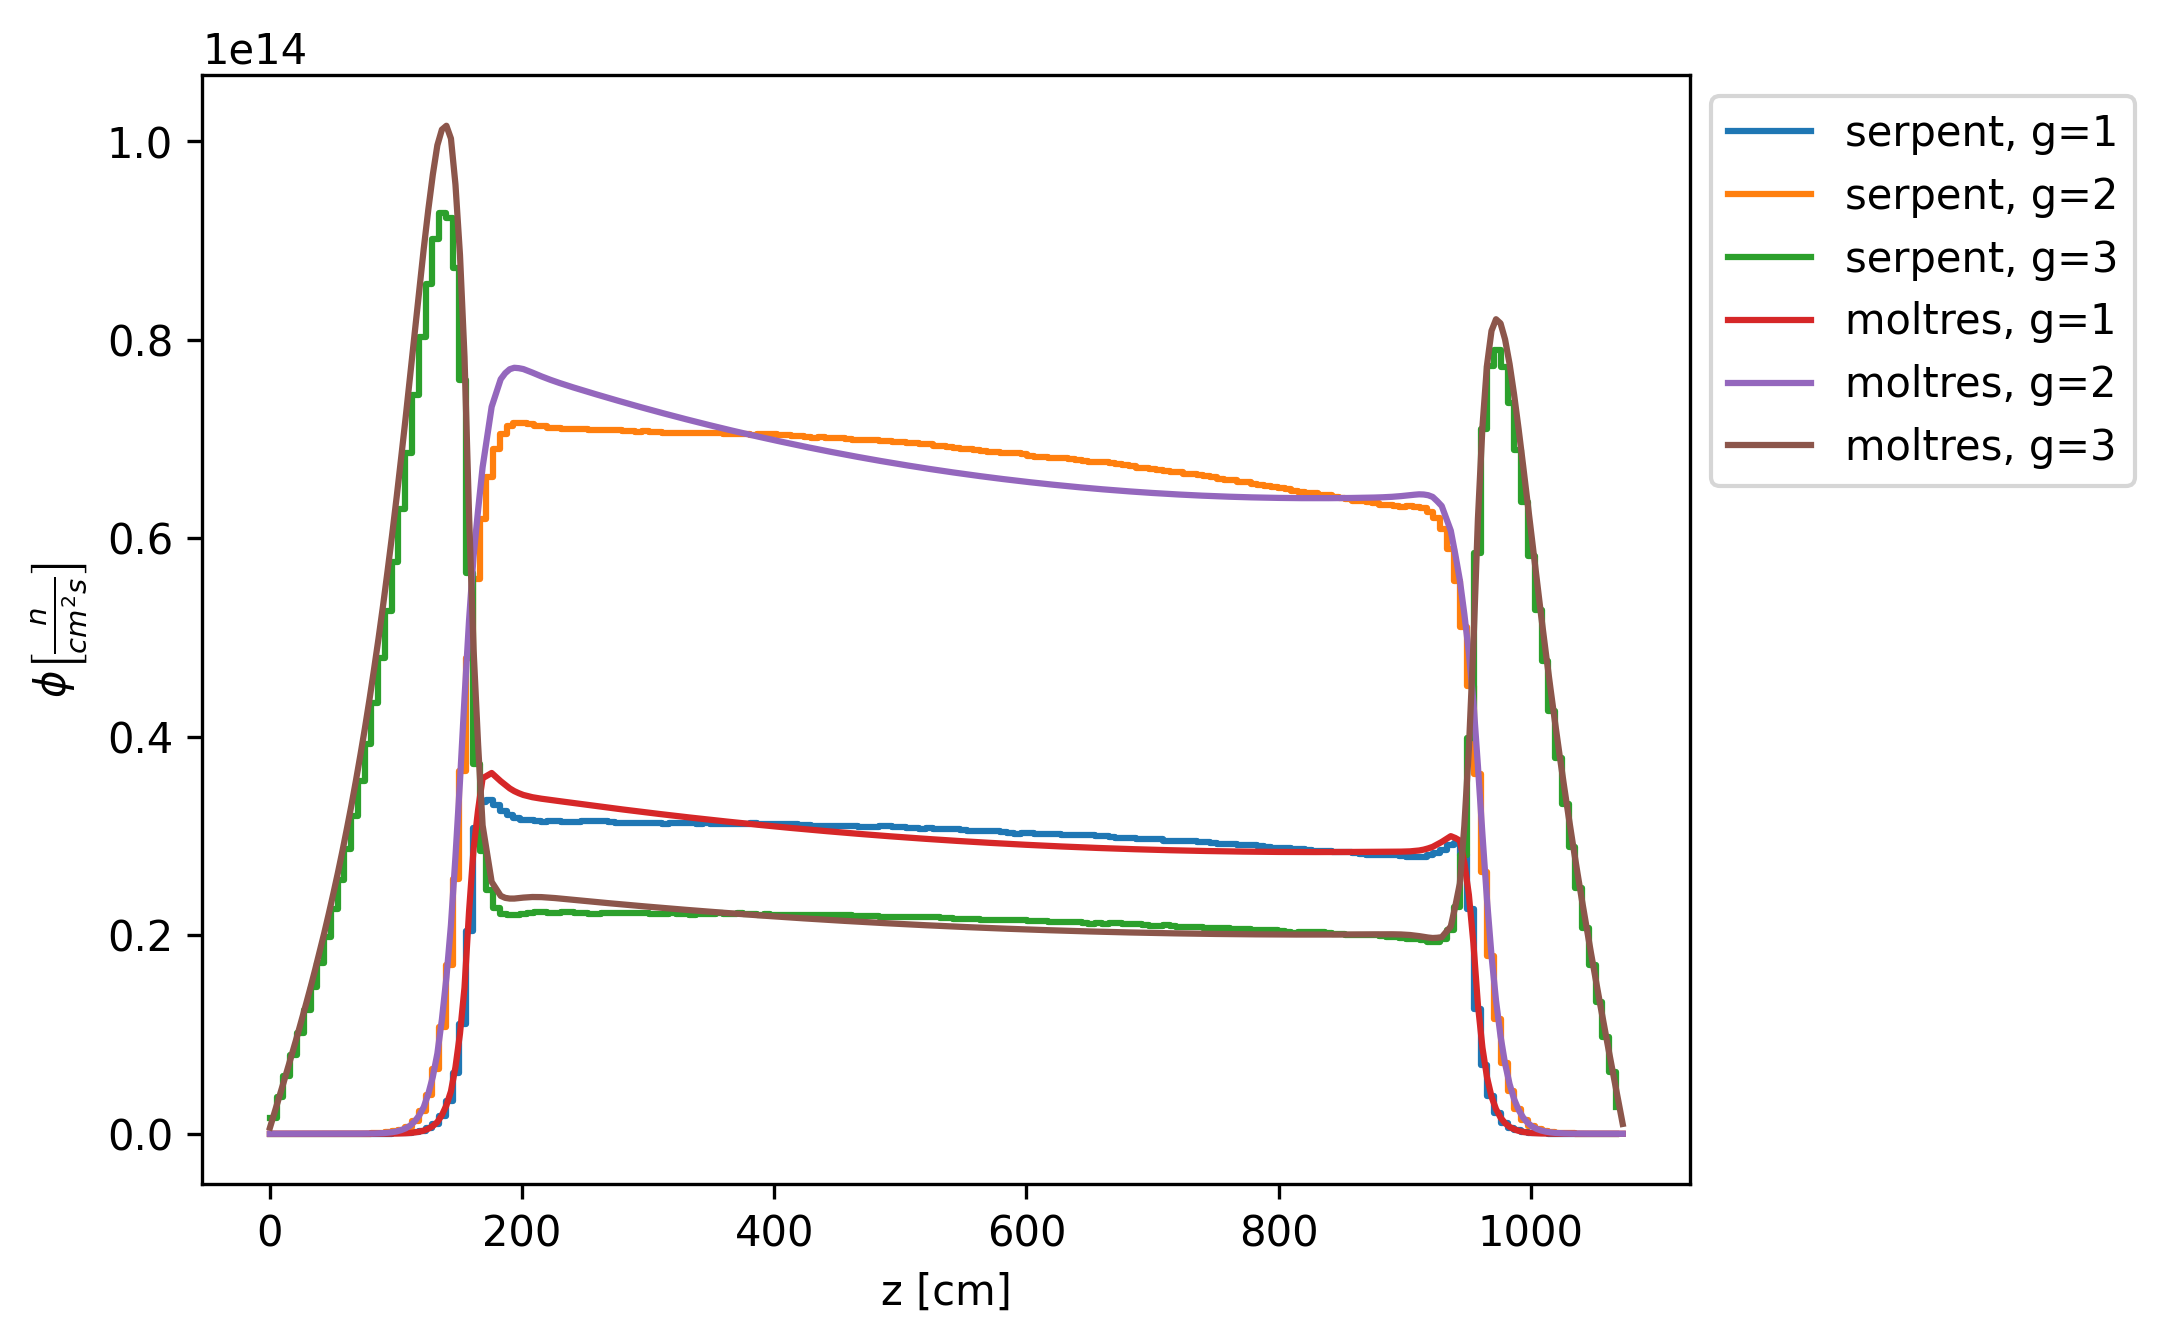 1e14
1.0
0.8
0.6
0.4
0.2
0.0
ϕ[n/cm²s]
0 200 400 600 800 1000
z [cm]
serpent, g=1
serpent, g=2
serpent, g=3
moltres, g=1
moltres, g=2
moltres, g=3